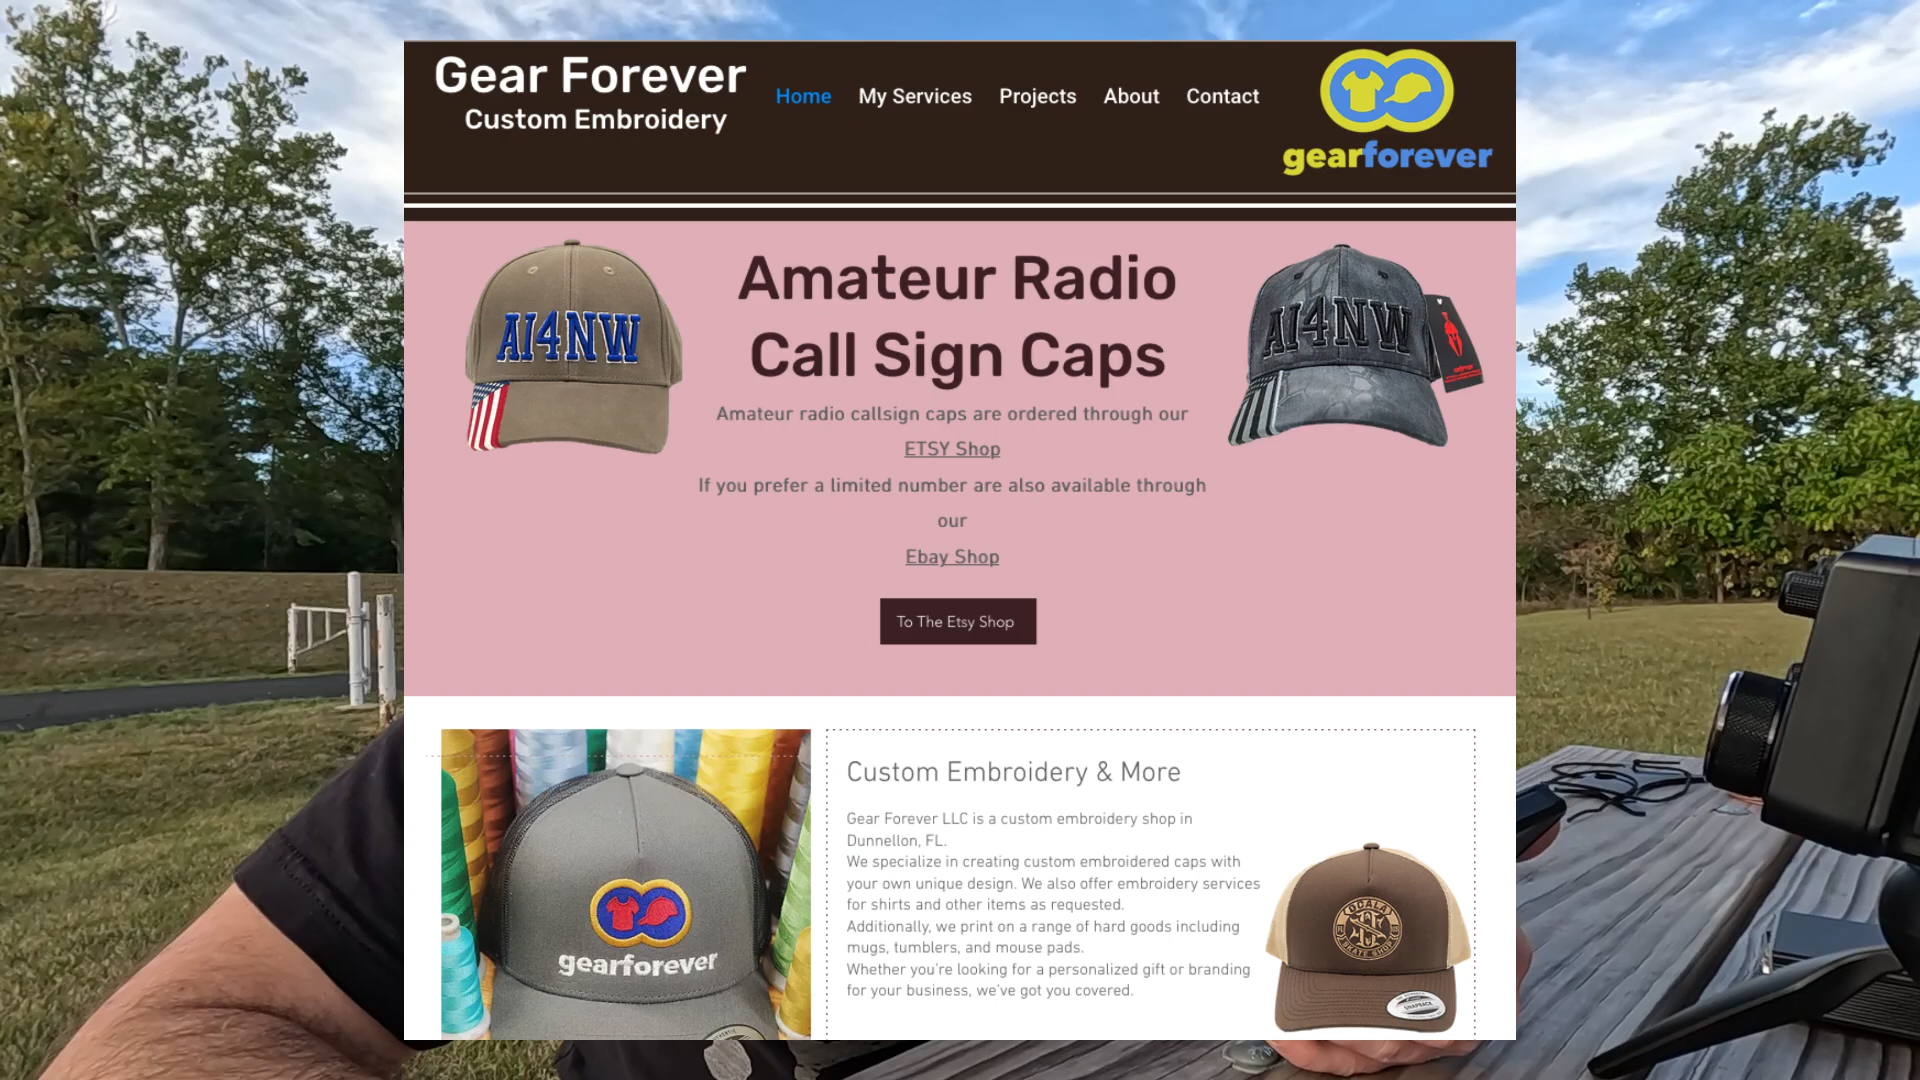 Gear Forever
Custom Embroidery
Home My Services Projects About Contact
gearforever
AI4NW
Amateur Radio
Call Sign Caps
AI4NW
Amateur radio callsign caps are ordered through our
ETSY Shop
If you prefer a limited number are also available through
our
Ebay Shop
To The Etsy Shop
gearforever
Custom Embroidery & More
Gear Forever LLC is a custom embroidery shop in
Dunnellon, FL.
We specialize in creating custom embroidered caps with
your own unique design. We also offer embroidery services
for shirts and other items as requested.
Additionally, we print on a range of hard goods including
mugs, tumblers, and mouse pads.
Whether you're looking for a personalized gift or branding
for your business, we've got you covered.
OCALA
SKATE SHOP
SNAPBACK